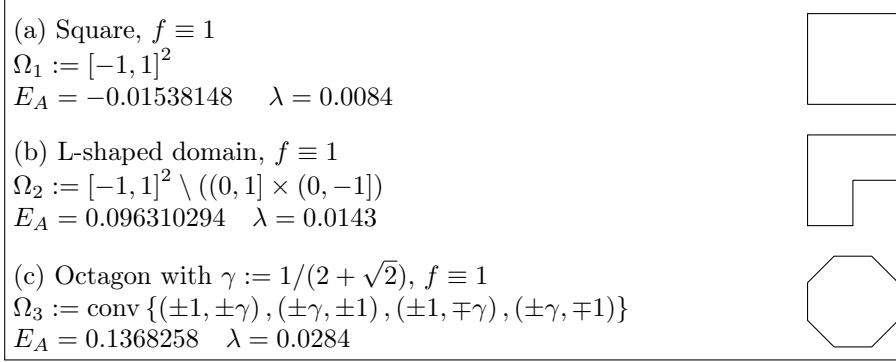 (a) Square, f ≡ 1
Ω₁ := [−1, 1]²
E_A = −0.01538148 λ = 0.0084
(b) L-shaped domain, f ≡ 1
Ω₂ := [−1, 1]² \ ((0, 1] × (0, −1])
E_A = 0.096310294 λ = 0.0143
(c) Octagon with γ := 1/(2 + √2), f ≡ 1
Ω₃ := conv {(±1, ±γ) , (±γ, ±1) , (±1, ∓γ) , (±γ, ∓1)}
E_A = 0.1368258 λ = 0.0284